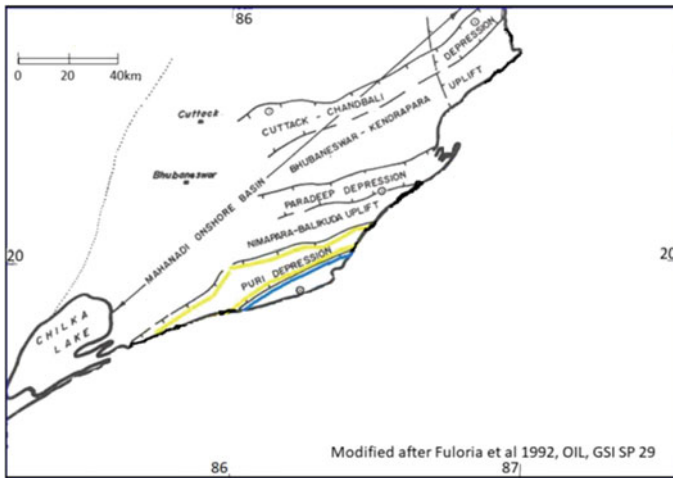 86
0 20 40km
Cuttack
CUTTACK - CHANDBALI DEPRESSION
BHUBANESWAR - KENDRAPARA UPLIFT
Bhubaneswar
PARADEEP DEPRESSION
MAHANADI ONSHORE BASIN
NIMAPARA-BALIKUDA UPLIFT
20
20
PURI DEPRESSION
CHILKA
LAKE
Modified after Fuloria et al 1992, OIL, GSI SP 29
86
87